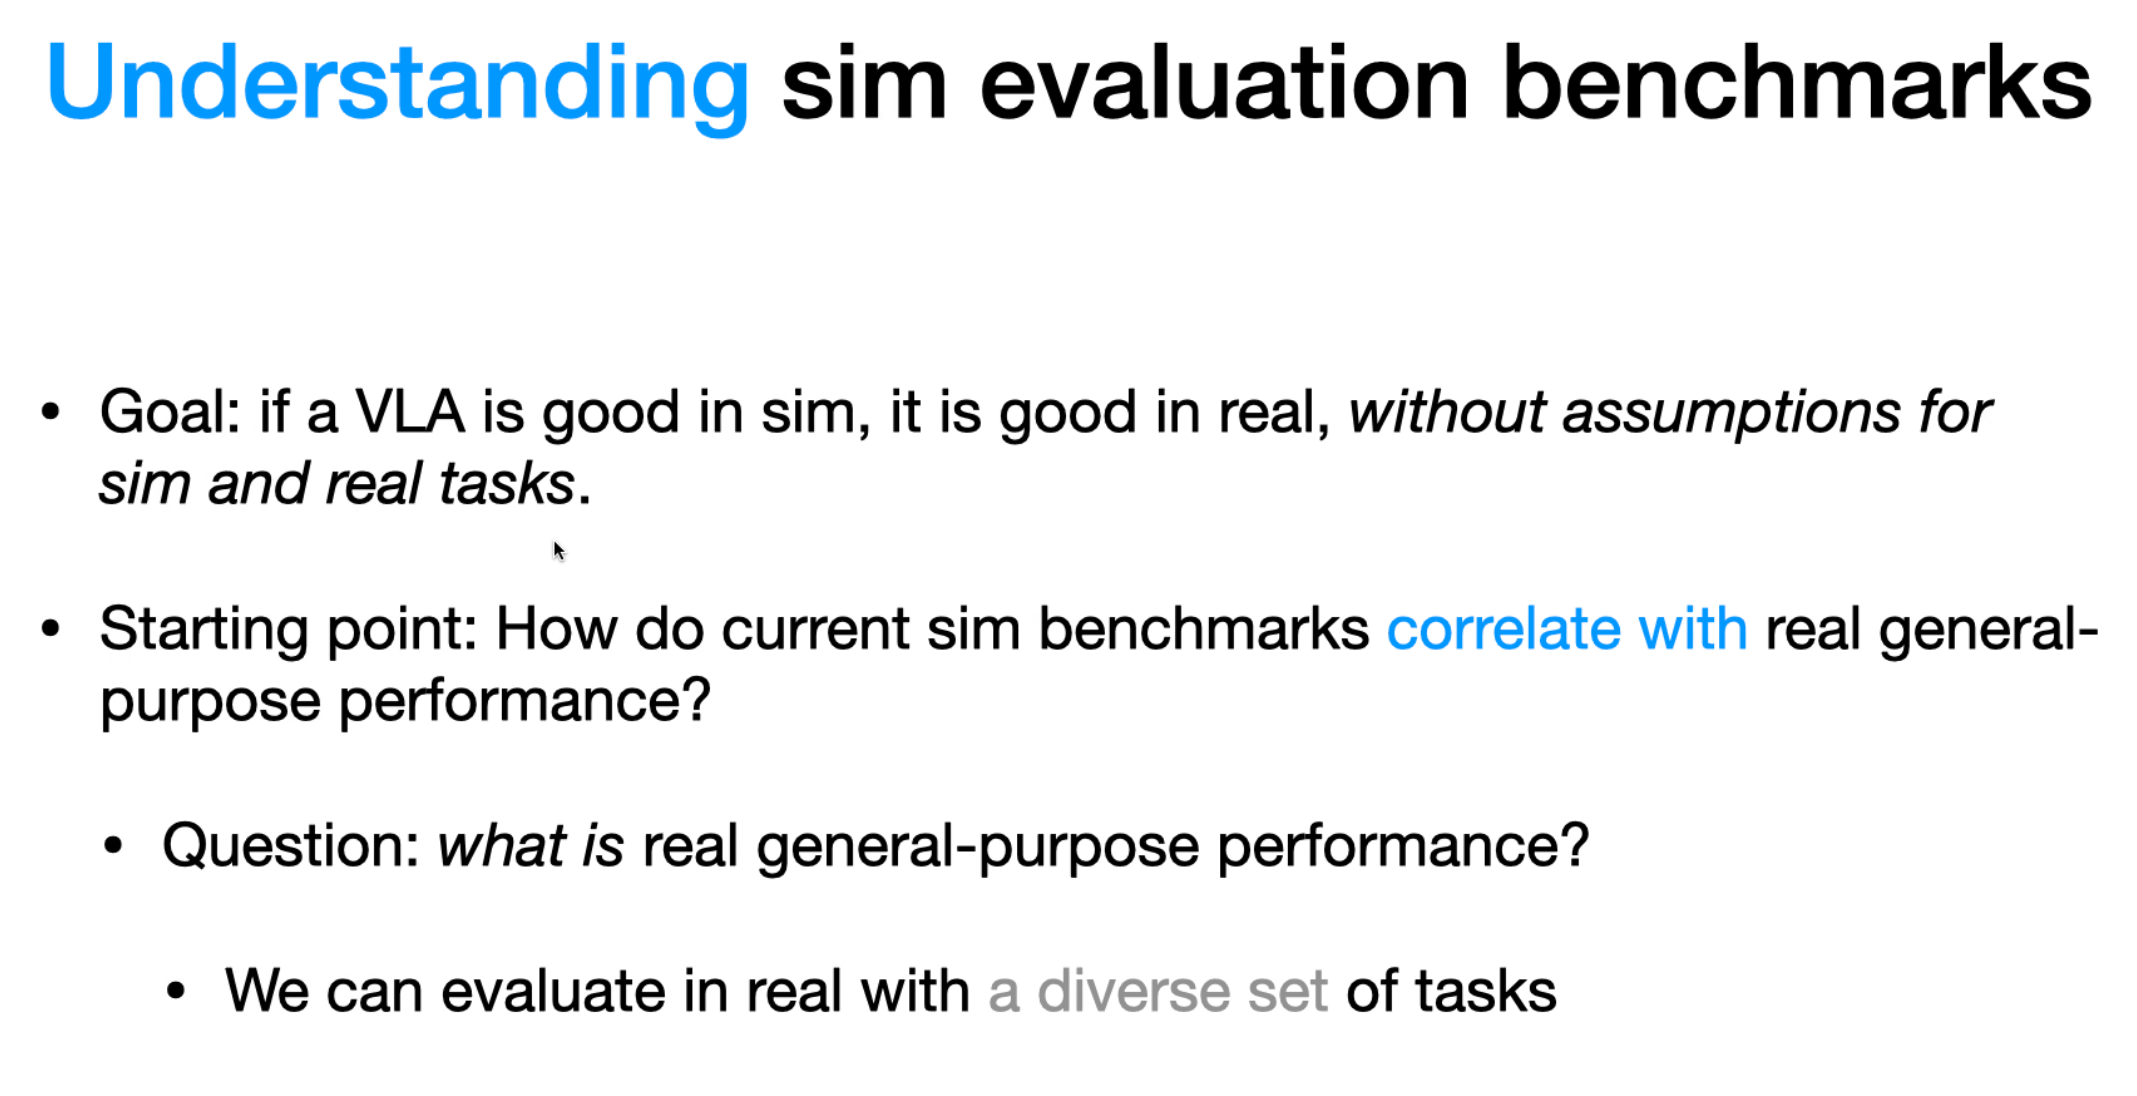 Understanding sim evaluation benchmarks
• Goal: if a VLA is good in sim, it is good in real, without assumptions for
sim and real tasks.
• Starting point: How do current sim benchmarks correlate with real general-
purpose performance?
• Question: what is real general-purpose performance?
• We can evaluate in real with a diverse set of tasks